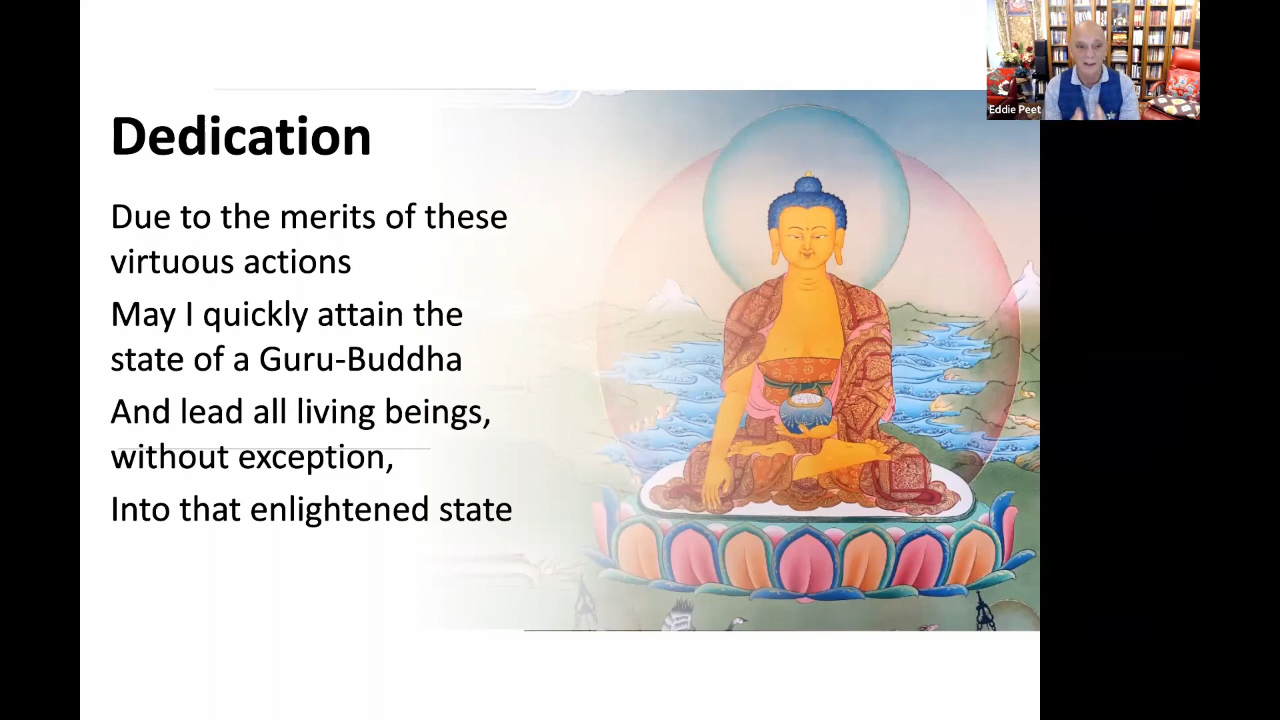 Dedication
Due to the merits of these
virtuous actions
May I quickly attain the
state of a Guru-Buddha
And lead all living beings,
without exception,
Into that enlightened state
Eddie Peet